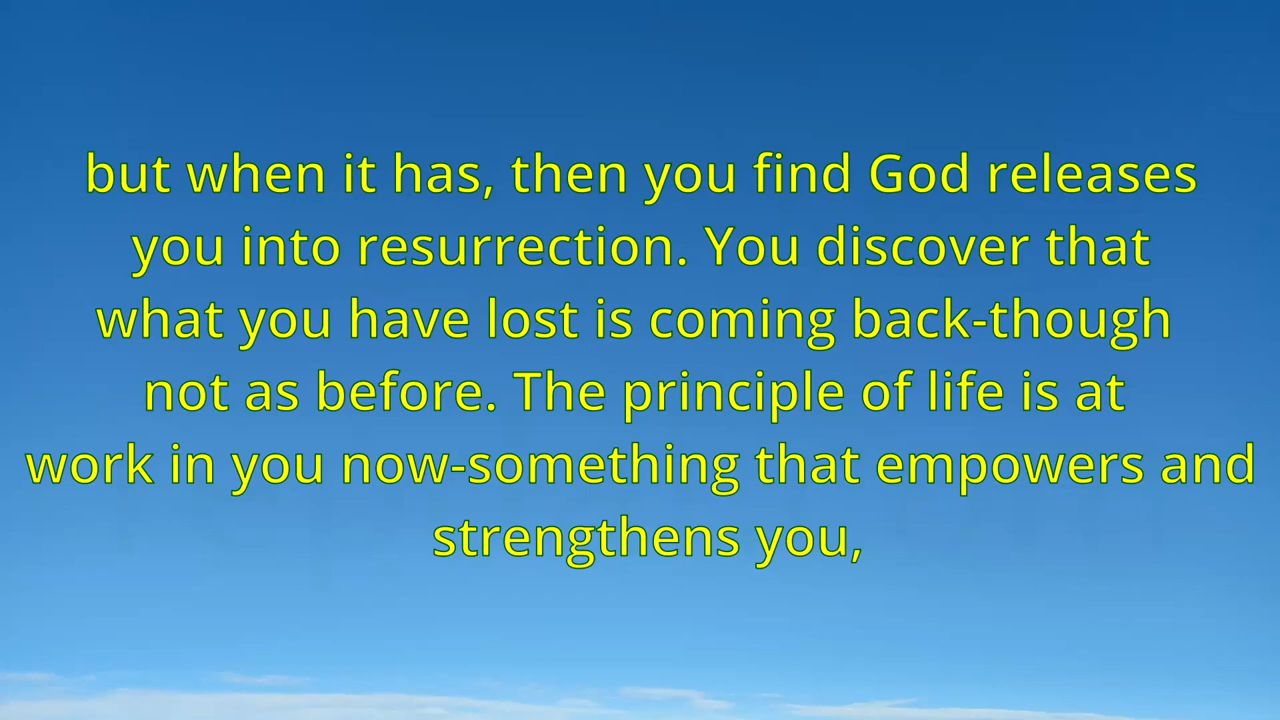 but when it has, then you find God releases
you into resurrection. You discover that
what you have lost is coming back-though
not as before. The principle of life is at
work in you now-something that empowers and
strengthens you,